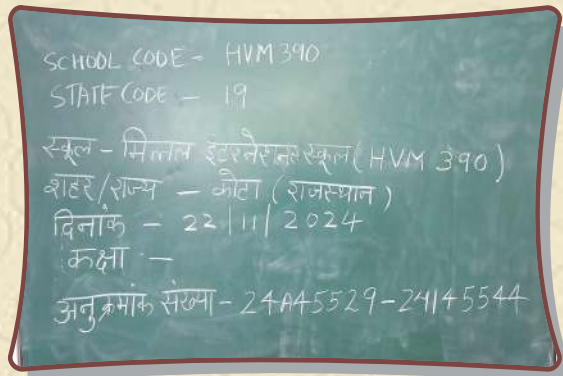 SCHOOL CODE - HVM 390
STATE CODE - 19
स्कूल - मित्तल इंटरनेशनल स्कूल (HVM 390)
शहर/राज्य - कोटा (राजस्थान)
दिनांक - 22/11/2024
कक्षा -
अनुक्रमांक संख्या - 24A45529-24145544